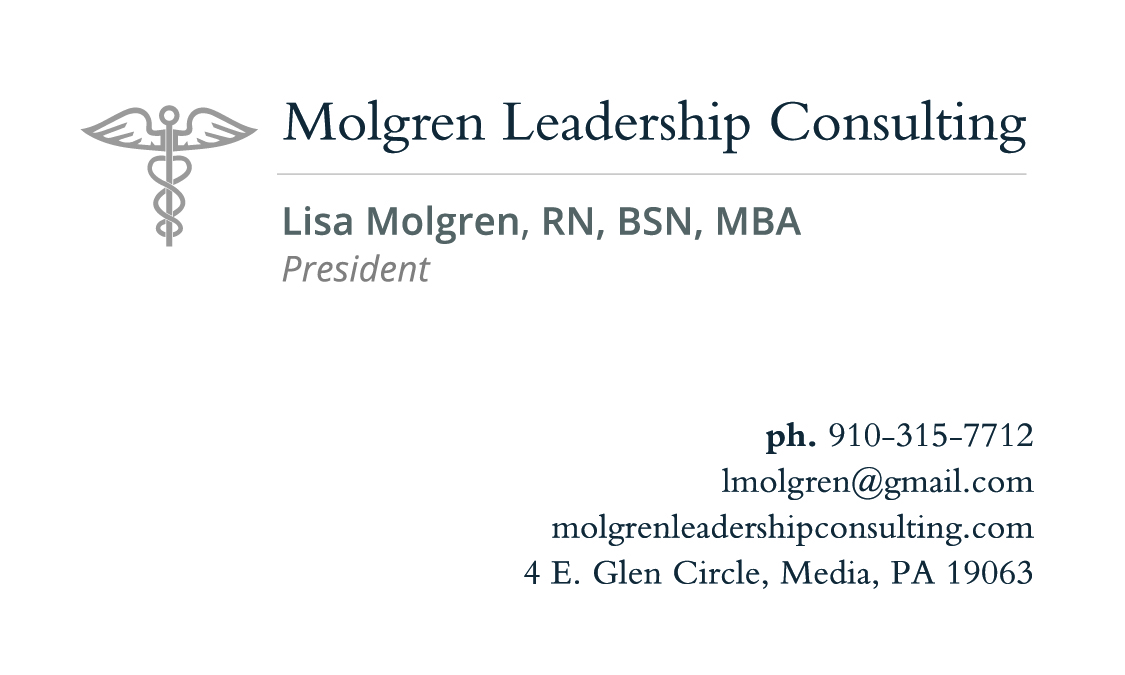 Molgren Leadership Consulting
Lisa Molgren, RN, BSN, MBA
President
ph. 910-315-7712
lmolgren@gmail.com
molgrenleadershipconsulting.com
4 E. Glen Circle, Media, PA 19063